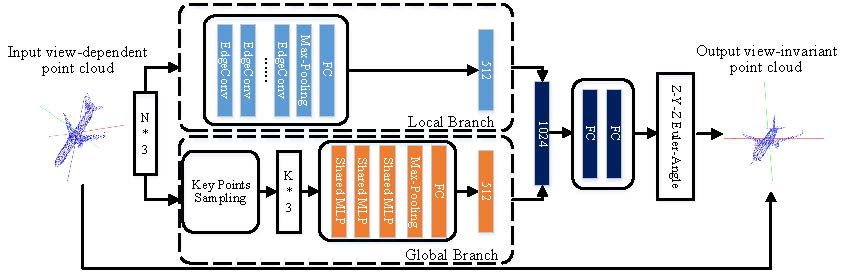 Input view-dependent
point cloud
N
*
3
EdgeConv
EdgeConv
......
EdgeConv
Max-Pooling
FC
512
Local Branch
Key Points
Sampling
K
*
3
Shared MLP
Shared MLP
Shared MLP
Max-Pooling
FC
512
Global Branch
1024
FC
FC
Z-Y-Z Euler-Angle
Output view-invariant
point cloud